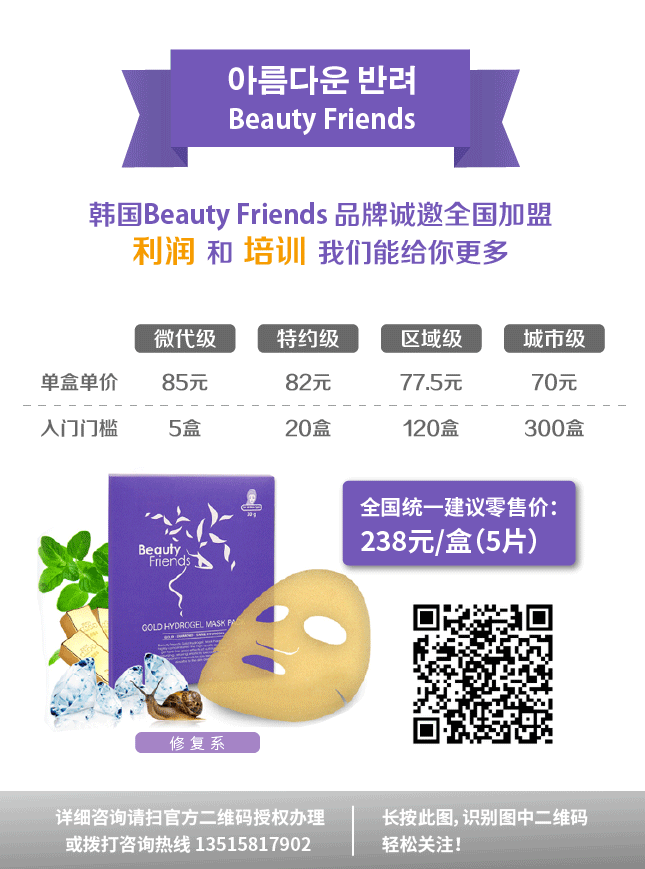 아름다운 반려
Beauty Friends
韩国Beauty Friends 品牌诚邀全国加盟
利润 和 培训 我们能给你更多
微代级 特约级 区域级 城市级
单盒单价 85元 82元 77.5元 70元
入门门槛 5盒 20盒 120盒 300盒
全国统一建议零售价：
238元/盒（5片）
30 g
Beauty
Friends
GOLD HYDROGEL MASK PA
修复系
详细咨询请扫官方二维码授权办理
或拨打咨询热线 13515817902
长按此图，识别图中二维码
轻松关注！